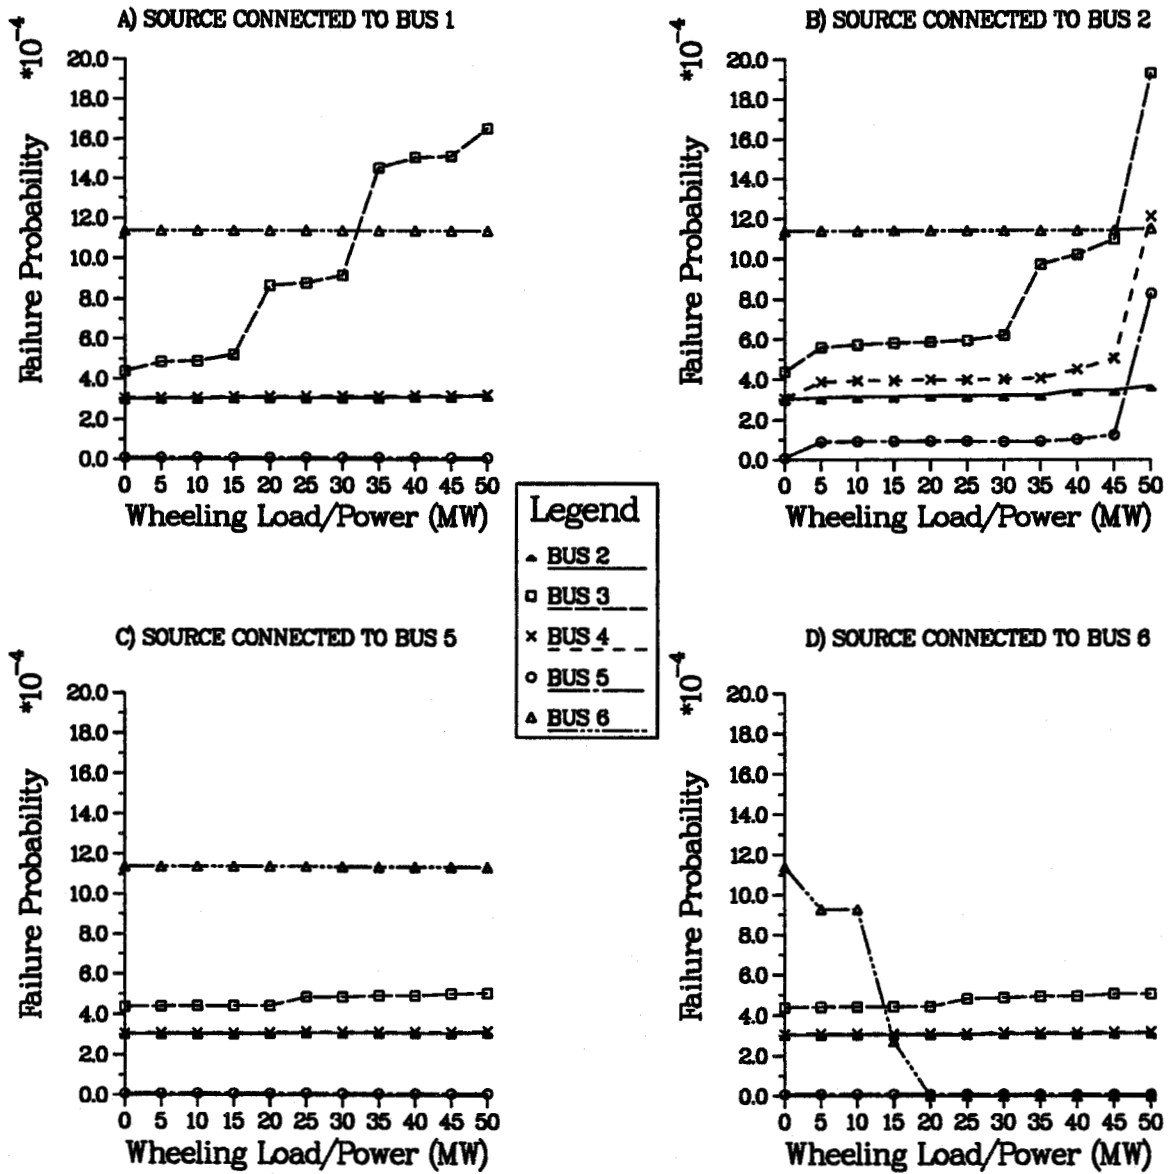 A) SOURCE CONNECTED TO BUS 1
Failure Probability *10⁻⁴
20.0
18.0
16.0
14.0
12.0
10.0
8.0
6.0
4.0
2.0
0.0
0 5 10 15 20 25 30 35 40 45 50
Wheeling Load/Power (MW)
B) SOURCE CONNECTED TO BUS 2
Failure Probability *10⁻⁴
20.0
18.0
16.0
14.0
12.0
10.0
8.0
6.0
4.0
2.0
0.0
0 5 10 15 20 25 30 35 40 45 50
Wheeling Load/Power (MW)
Legend
BUS 2
BUS 3
BUS 4
BUS 5
BUS 6
C) SOURCE CONNECTED TO BUS 5
Failure Probability *10⁻⁴
20.0
18.0
16.0
14.0
12.0
10.0
8.0
6.0
4.0
2.0
0.0
0 5 10 15 20 25 30 35 40 45 50
Wheeling Load/Power (MW)
D) SOURCE CONNECTED TO BUS 6
Failure Probability *10⁻⁴
20.0
18.0
16.0
14.0
12.0
10.0
8.0
6.0
4.0
2.0
0.0
0 5 10 15 20 25 30 35 40 45 50
Wheeling Load/Power (MW)